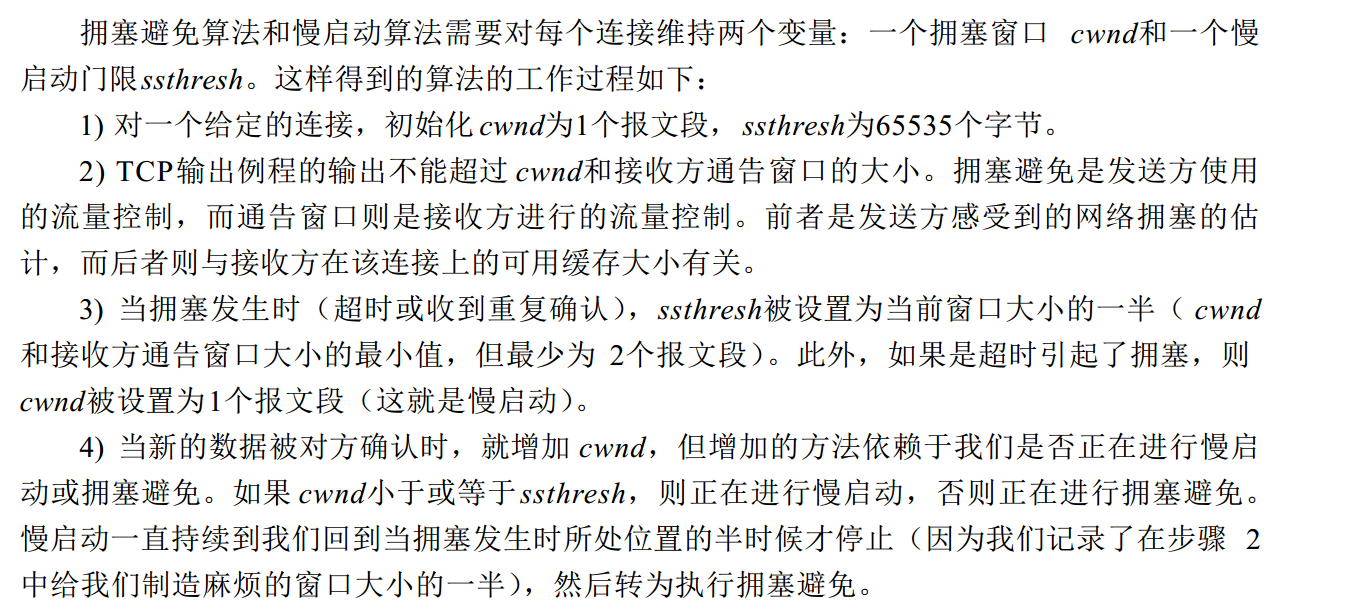 拥塞避免算法和慢启动算法需要对每个连接维持两个变量：一个拥塞窗口 cwnd和一个慢
启动门限ssthresh。这样得到的算法的工作过程如下：
1) 对一个给定的连接，初始化cwnd为1个报文段，ssthresh为65535个字节。
2) TCP输出例程的输出不能超过cwnd和接收方通告窗口的大小。拥塞避免是发送方使用
的流量控制，而通告窗口则是接收方进行的流量控制。前者是发送方感受到的网络拥塞的估
计，而后者则与接收方在该连接上的可用缓存大小有关。
3) 当拥塞发生时（超时或收到重复确认），ssthresh被设置为当前窗口大小的一半（cwnd
和接收方通告窗口大小的最小值，但最少为 2个报文段）。此外，如果是超时引起了拥塞，则
cwnd被设置为1个报文段（这就是慢启动）。
4) 当新的数据被对方确认时，就增加cwnd，但增加的方法依赖于我们是否正在进行慢启
动或拥塞避免。如果cwnd小于或等于ssthresh，则正在进行慢启动，否则正在进行拥塞避免。
慢启动一直持续到我们回到当拥塞发生时所处位置的半时候才停止（因为我们记录了在步骤 2
中给我们制造麻烦的窗口大小的一半），然后转为执行拥塞避免。